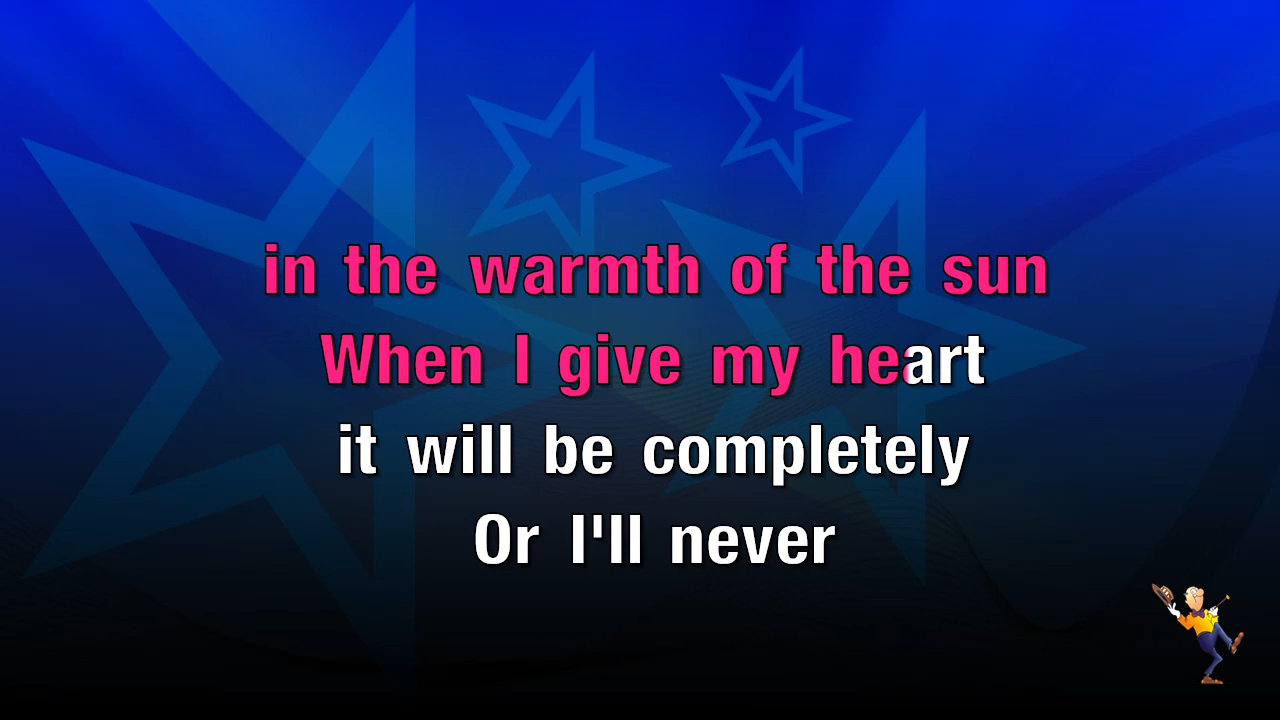 in the warmth of the sun
When I give my heart
it will be completely
Or I'll never